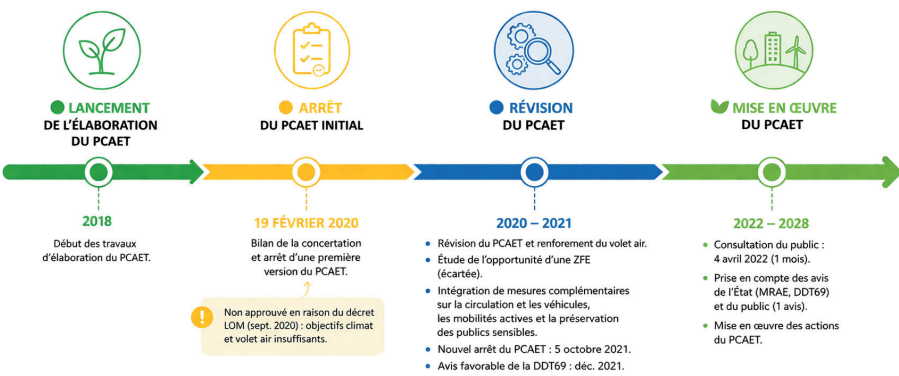 LANCEMENT
DE L'ÉLABORATION
DU PCAET
2018
Début des travaux
d'élaboration du PCAET.
ARRÊT
DU PCAET INITIAL
19 FÉVRIER 2020
Bilan de la concertation
et arrêt d'une première
version du PCAET.
! Non approuvé en raison du décret
LOM (sept. 2020) : objectifs climat
et volet air insuffisants.
RÉVISION
DU PCAET
2020 – 2021
• Révision du PCAET et renforcement du volet air.
• Étude de l'opportunité d'une ZFE
(écartée).
• Intégration de mesures complémentaires
sur la circulation et les véhicules,
les mobilités actives et la préservation
des publics sensibles.
• Nouvel arrêt du PCAET : 5 octobre 2021.
• Avis favorable de la DDT69 : déc. 2021.
MISE EN ŒUVRE
DU PCAET
2022 – 2028
• Consultation du public :
4 avril 2022 (1 mois).
• Prise en compte des avis
de l'État (MRAE, DDT69)
et du public (1 avis).
• Mise en œuvre des actions
du PCAET.